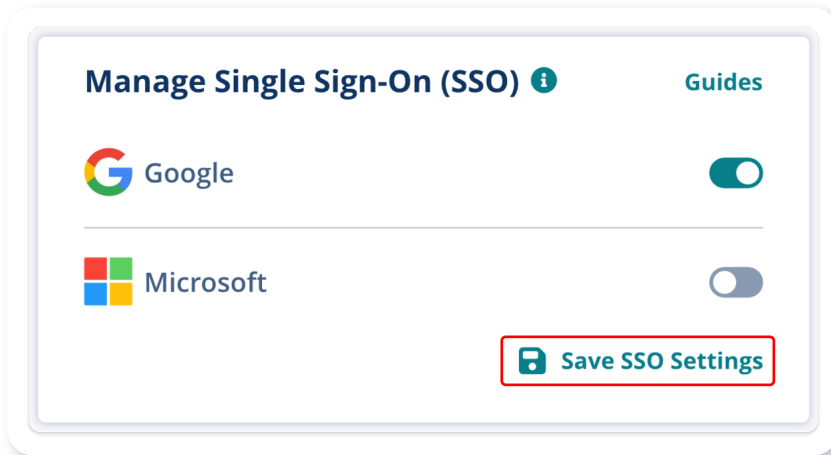 Manage Single Sign-On (SSO) i Guides
Google
Microsoft
Save SSO Settings